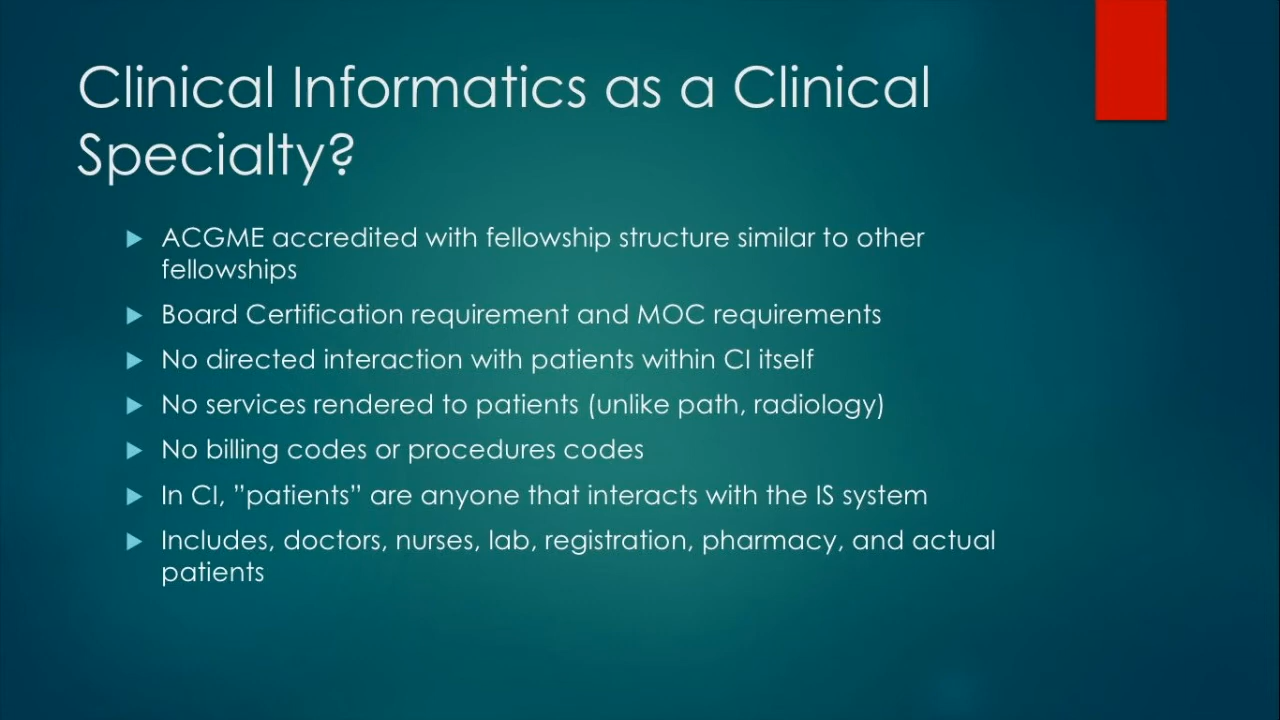 Clinical Informatics as a Clinical
Specialty?
ACGME accredited with fellowship structure similar to other
fellowships
Board Certification requirement and MOC requirements
No directed interaction with patients within CI itself
No services rendered to patients (unlike path, radiology)
No billing codes or procedures codes
In CI, ”patients” are anyone that interacts with the IS system
Includes, doctors, nurses, lab, registration, pharmacy, and actual
patients